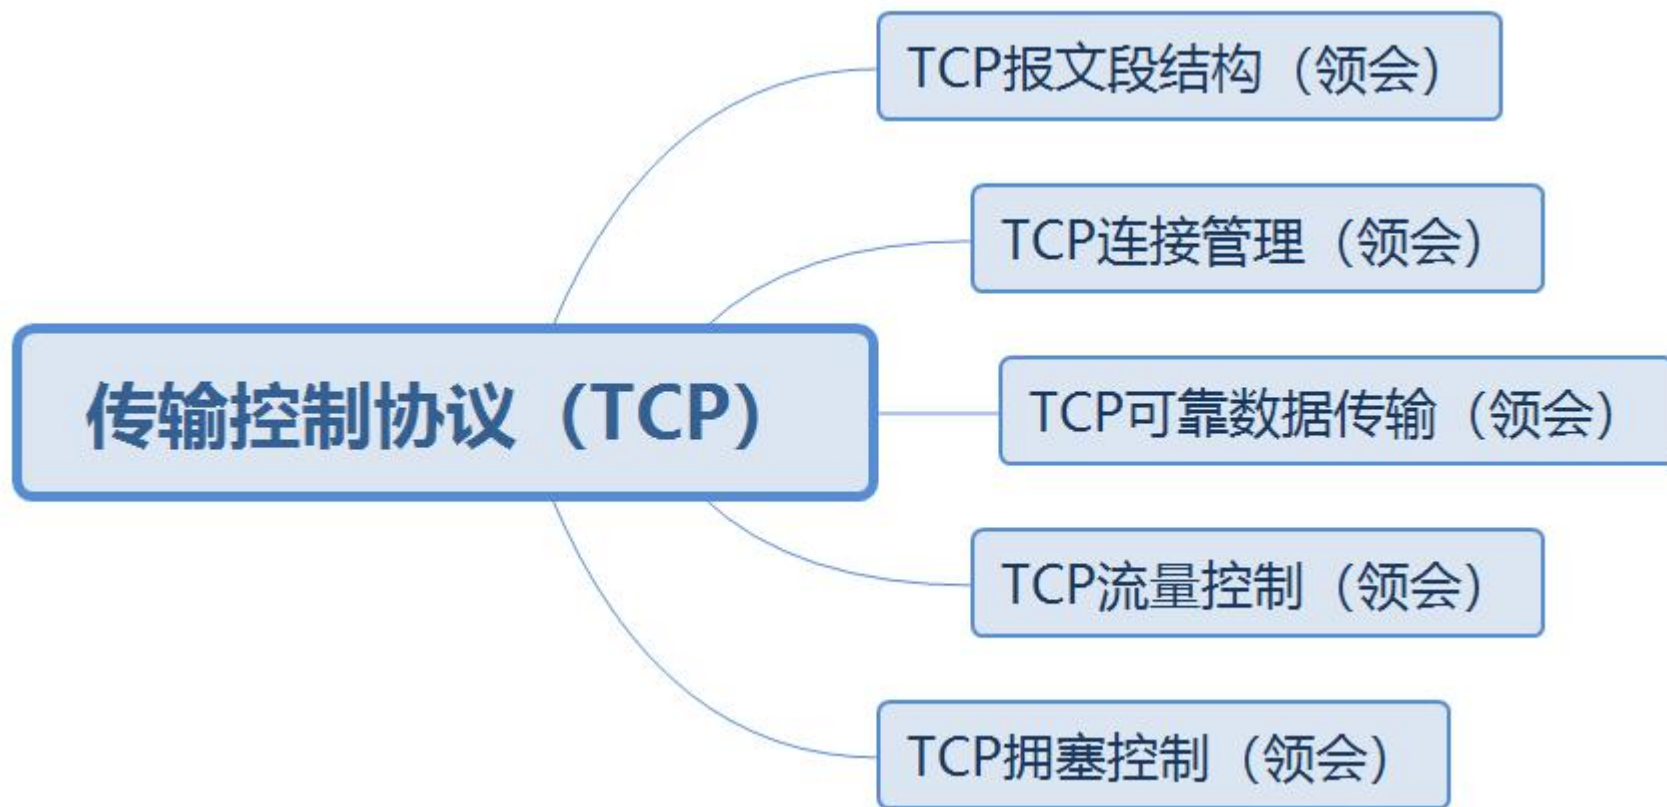 TCP报文段结构（领会）
TCP连接管理（领会）
传输控制协议（TCP）
TCP可靠数据传输（领会）
TCP流量控制（领会）
TCP拥塞控制（领会）